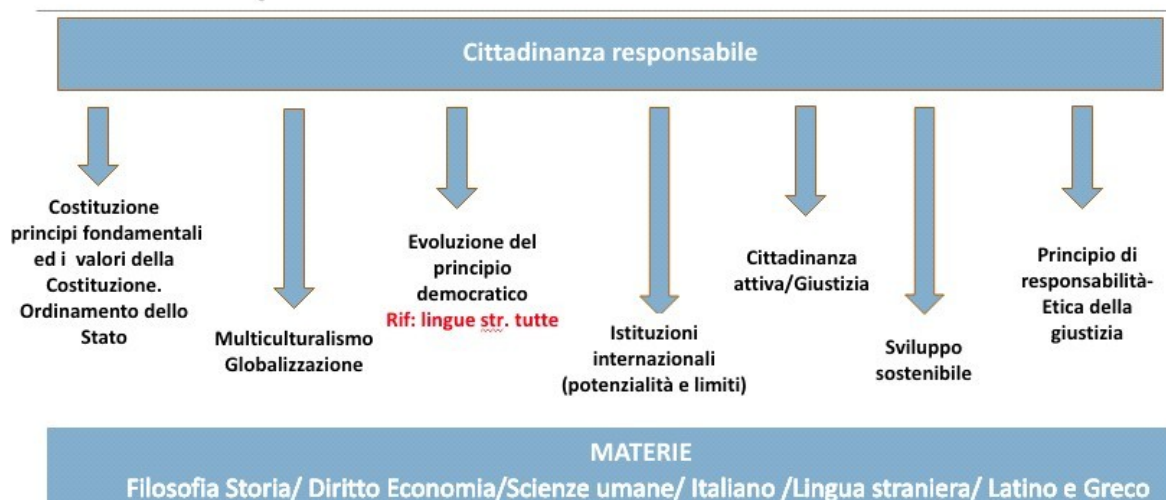 Cittadinanza responsabile
Costituzione
principi fondamentali
ed i valori della
Costituzione.
Ordinamento dello
Stato
Multiculturalismo
Globalizzazione
Evoluzione del
principio
democratico
Rif: lingue str. tutte
Istituzioni
internazionali
(potenzialità e limiti)
Cittadinanza
attiva/Giustizia
Sviluppo
sostenibile
Principio di
responsabilità-
Etica della
giustizia
MATERIE
Filosofia Storia/ Diritto Economia/Scienze umane/ Italiano /Lingua straniera/ Latino e Greco